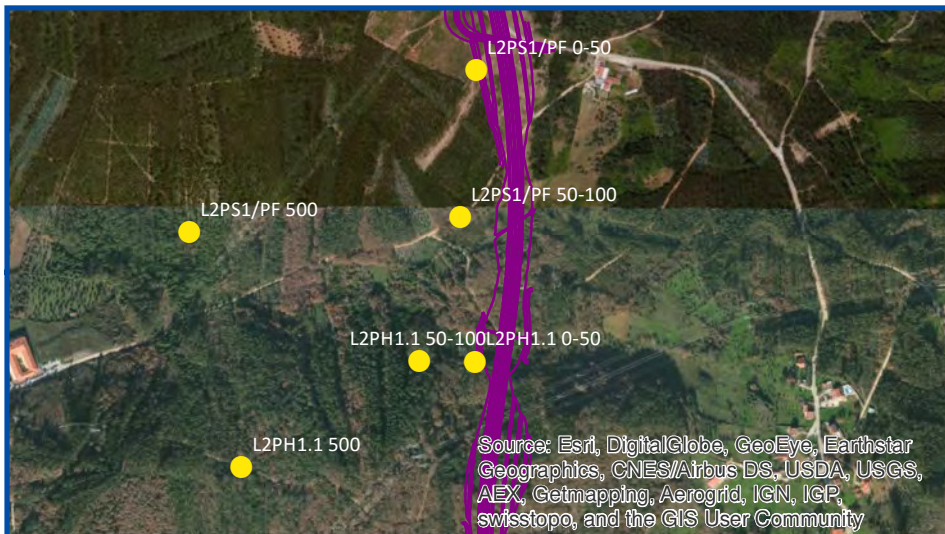 L2PS1/PF 0-50
L2PS1/PF 50-100
L2PS1/PF 500
L2PH1.1 50-100
L2PH1.1 0-50
L2PH1.1 500
Source: Esri, DigitalGlobe, GeoEye, Earthstar
Geographics, CNES/Airbus DS, USDA, USGS,
AEX, Getmapping, Aerogrid, IGN, IGP,
swisstopo, and the GIS User Community